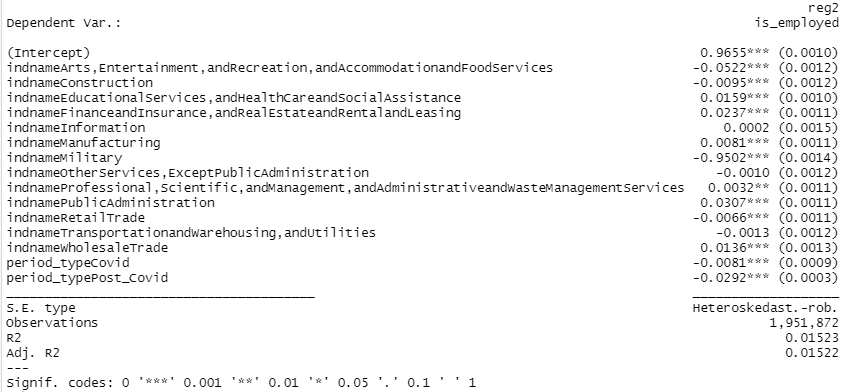 reg2
Dependent Var.: is_employed
(Intercept) 0.9655*** (0.0010)
indnameArts,Entertainment,andRecreation,andAccommodationandFoodServices -0.0522*** (0.0012)
indnameConstruction -0.0095*** (0.0012)
indnameEducationalServices,andHealthCareandSocialAssistance 0.0159*** (0.0010)
indnameFinanceandInsurance,andRealEstateandRentalandLeasing 0.0237*** (0.0011)
indnameInformation 0.0002 (0.0015)
indnameManufacturing 0.0081*** (0.0011)
indnameMilitary -0.9502*** (0.0014)
indnameOtherServices,ExceptPublicAdministration -0.0010 (0.0012)
indnameProfessional,Scientific,andManagement,andAdministrativeandWasteManagementServices 0.0032** (0.0011)
indnamePublicAdministration 0.0307*** (0.0011)
indnameRetailTrade -0.0066*** (0.0011)
indnameTransportationandWarehousing,andUtilities -0.0013 (0.0012)
indnameWholesaleTrade 0.0136*** (0.0013)
period_typeCovid -0.0081*** (0.0009)
period_typePost_Covid -0.0292*** (0.0003)
S.E. type Heteroskedast.-rob.
Observations 1,951,872
R2 0.01523
Adj. R2 0.01522
---
Signif. codes: 0 '***' 0.001 '**' 0.01 '*' 0.05 '.' 0.1 ' ' 1